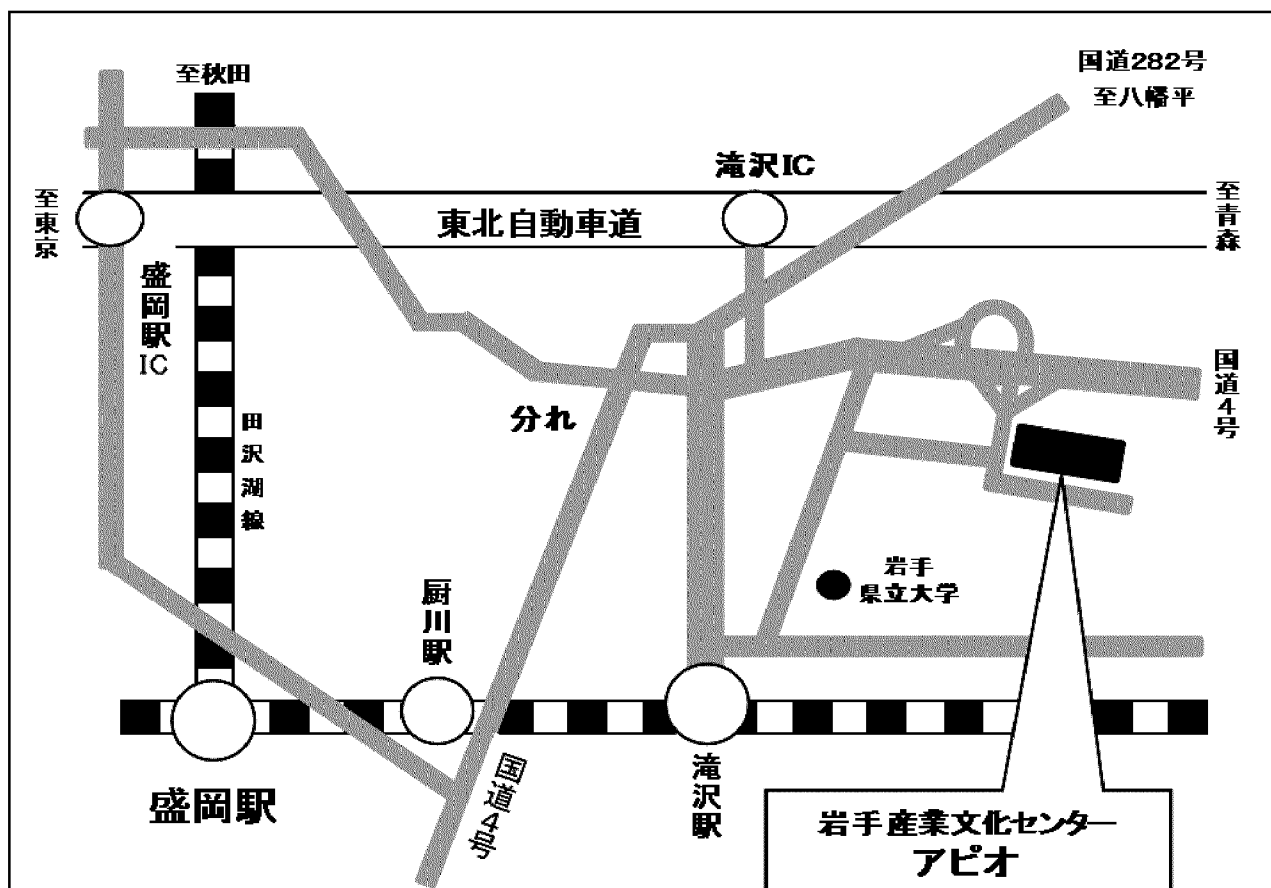 至秋田
国道282号
至八幡平
滝沢IC
至東京
東北自動車道
至青森
盛岡駅IC
国道4号
田沢湖線
分れ
岩手
県立大学
厨川駅
盛岡駅
国道4号
滝沢駅
岩手産業文化センター
アピオ